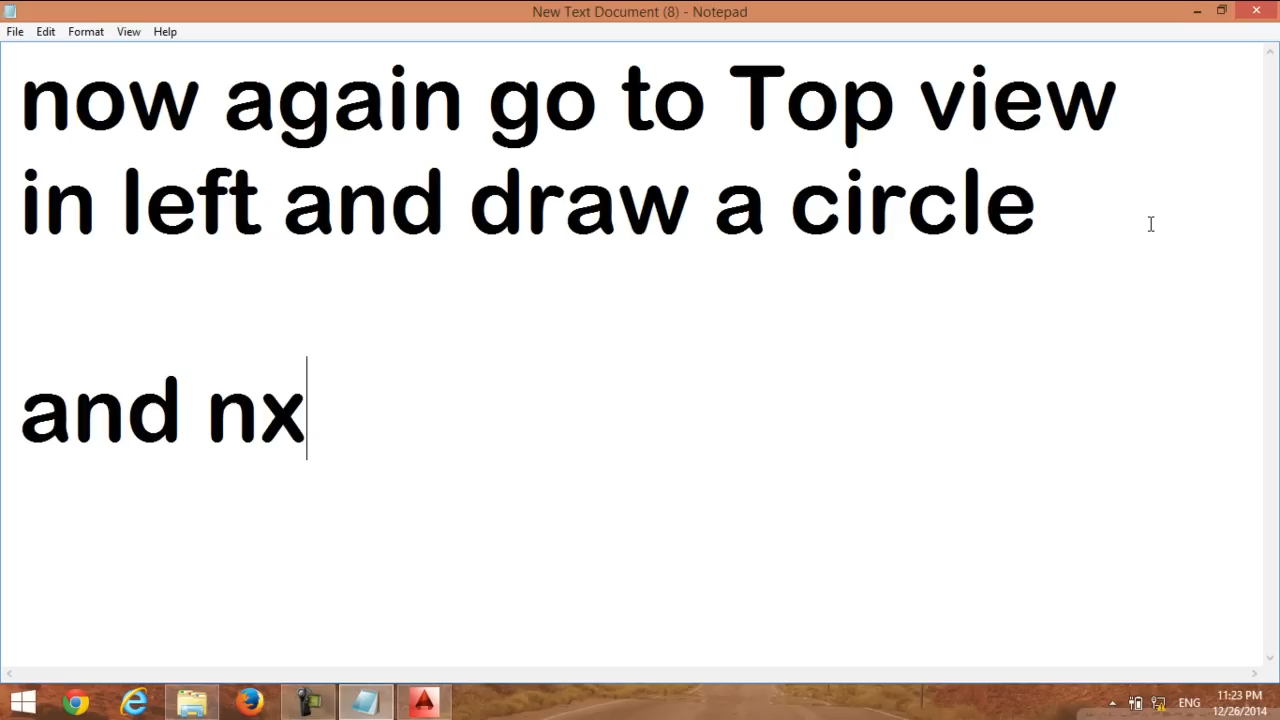 New Text Document (8) - Notepad
File Edit Format View Help
now again go to Top view
in left and draw a circle
and nx
ENG
11:23 PM
12/26/2014